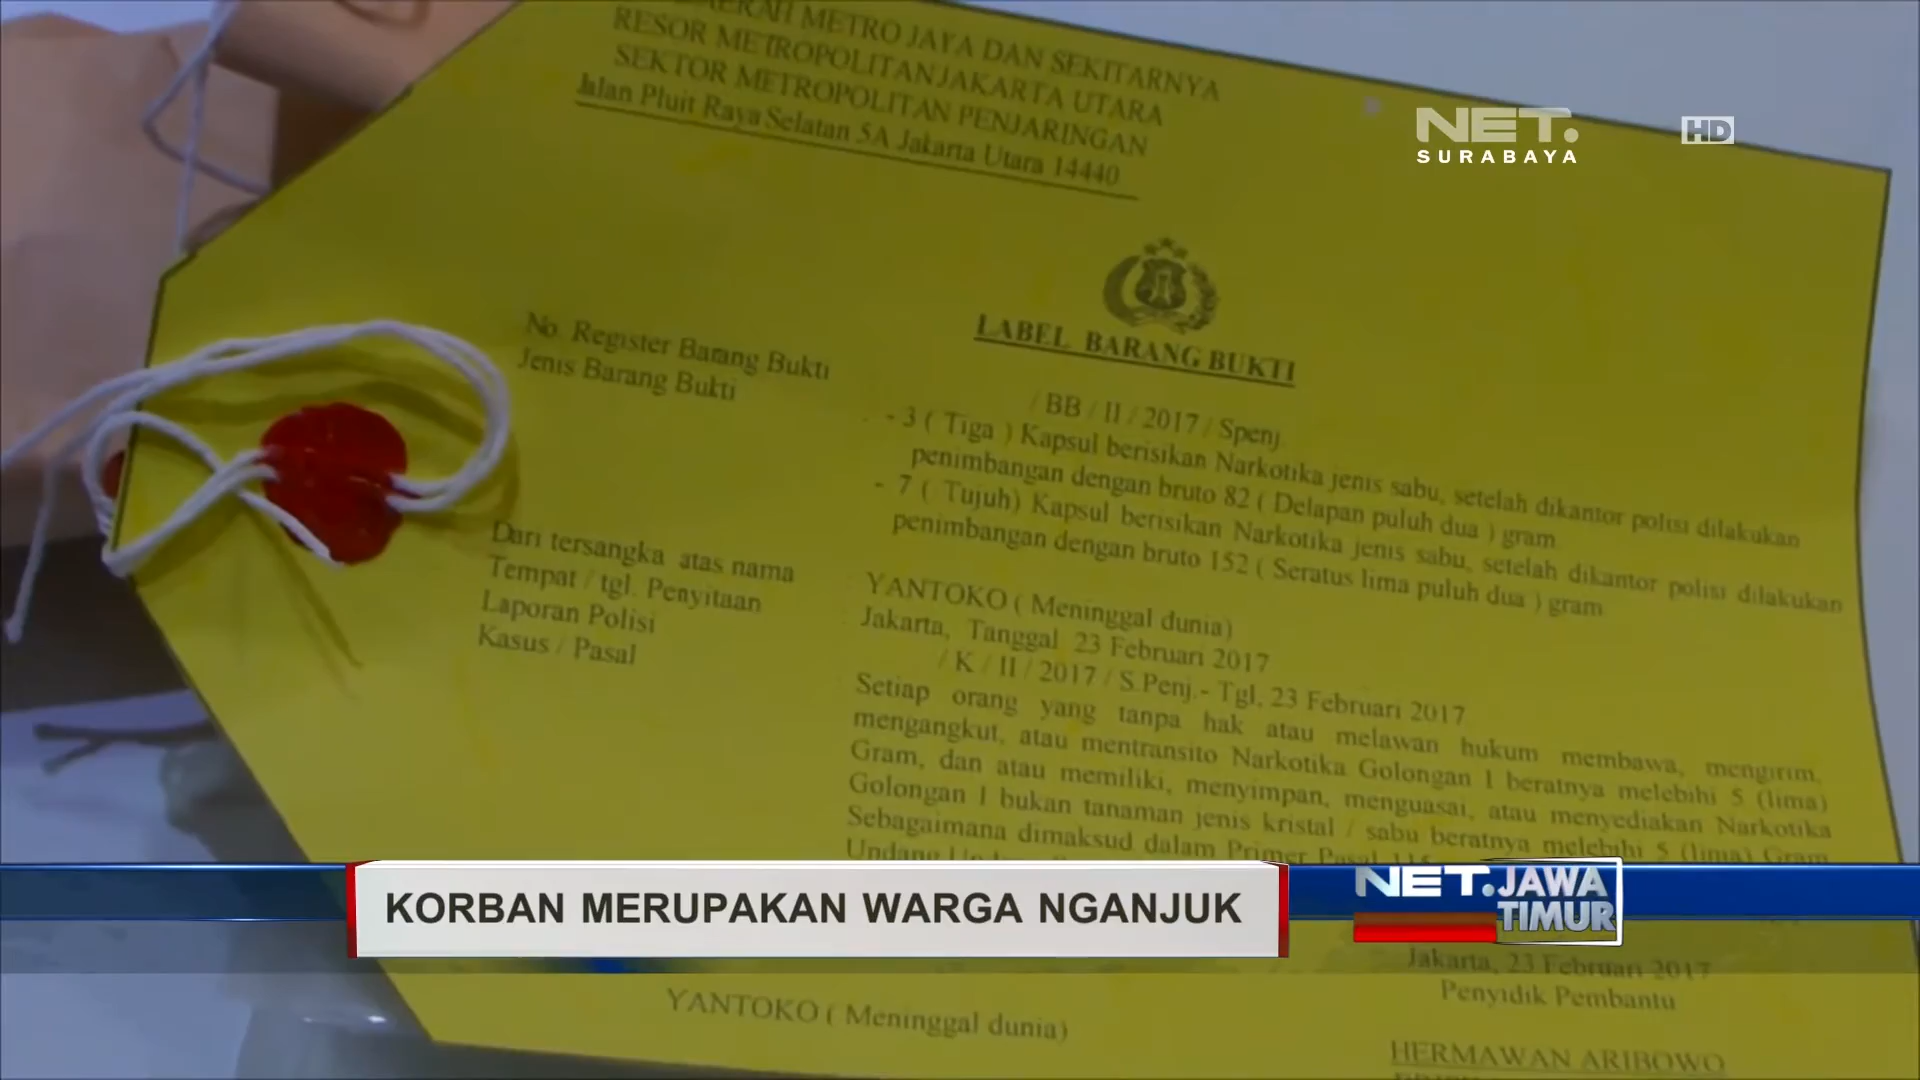 METRO JAYA DAN SEKITARNYA
RESOR METROPOLITAN JAKARTA UTARA
SEKTOR METROPOLITAN PENJARINGAN
Jalan Pluit Raya Selatan 5A Jakarta Utara 14440
NET.
SURABAYA
HD
LABEL BARANG BUKTI
No. Register Barang Bukti
/ BB / II / 2017 / Spenj.
Jenis Barang Bukti
- 3 ( Tiga ) Kapsul berisikan Narkotika jenis sabu, setelah dikantor polisi dilakukan
penimbangan dengan bruto 82 ( Delapan puluh dua ) gram
- 7 ( Tujuh) Kapsul berisikan Narkotika jenis sabu, setelah dikantor polisi dilakukan
penimbangan dengan bruto 152 ( Seratus lima puluh dua ) gram
Dari tersangka atas nama
YANTOKO ( Meninggal dunia)
Tempat / tgl. Penyitaan
Jakarta, Tanggal 23 Februari 2017
Laporan Polisi
/ K / II / 2017 / S.Penj.- Tgl, 23 Februari 2017
Kasus / Pasal
Setiap orang yang tanpa hak atau melawan hukum membawa, mengirim,
mengangkut, atau mentransito Narkotika Golongan I beratnya melebihi 5 (lima)
Gram, dan atau memiliki, menyimpan, menguasai, atau menyediakan Narkotika
Golongan I bukan tanaman jenis kristal / sabu beratnya melebihi 5 (lima) Gram
Sebagaimana dimaksud dalam Primer Pasal
KORBAN MERUPAKAN WARGA NGANJUK
NET. JAWA
TIMUR
Jakarta, 23 Februari 2017
Penyidik Pembantu
YANTOKO ( Meninggal dunia)
HERMAWAN ARIBOWO